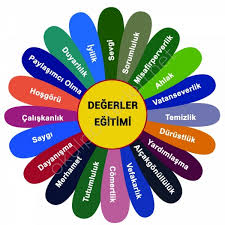 DEĞERLER
EĞİTİMİ
Sevgi
Sorumluluk
Misafirperverlik
Ahlak
Vatanseverlik
Temizlik
Dürüstlük
Yardımlaşma
Alçakgönüllülük
Vefakarlık
Cömertlik
Tutumluluk
Merhamet
Dayanışma
Saygı
Çalışkanlık
Hoşgörü
Paylaşımcı Olma
Duyarlılık
İyilik